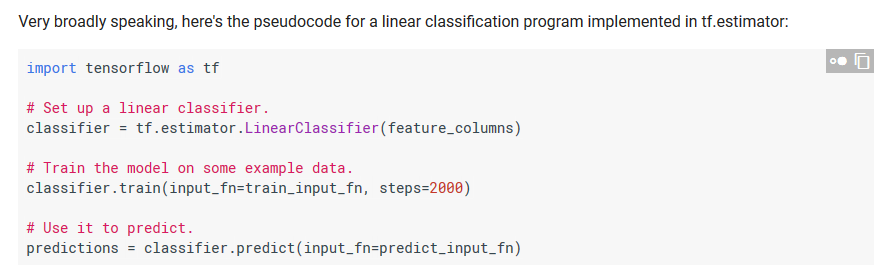 Very broadly speaking, here's the pseudocode for a linear classification program implemented in tf.estimator:
import tensorflow as tf
# Set up a linear classifier.
classifier = tf.estimator.LinearClassifier(feature_columns)
# Train the model on some example data.
classifier.train(input_fn=train_input_fn, steps=2000)
# Use it to predict.
predictions = classifier.predict(input_fn=predict_input_fn)